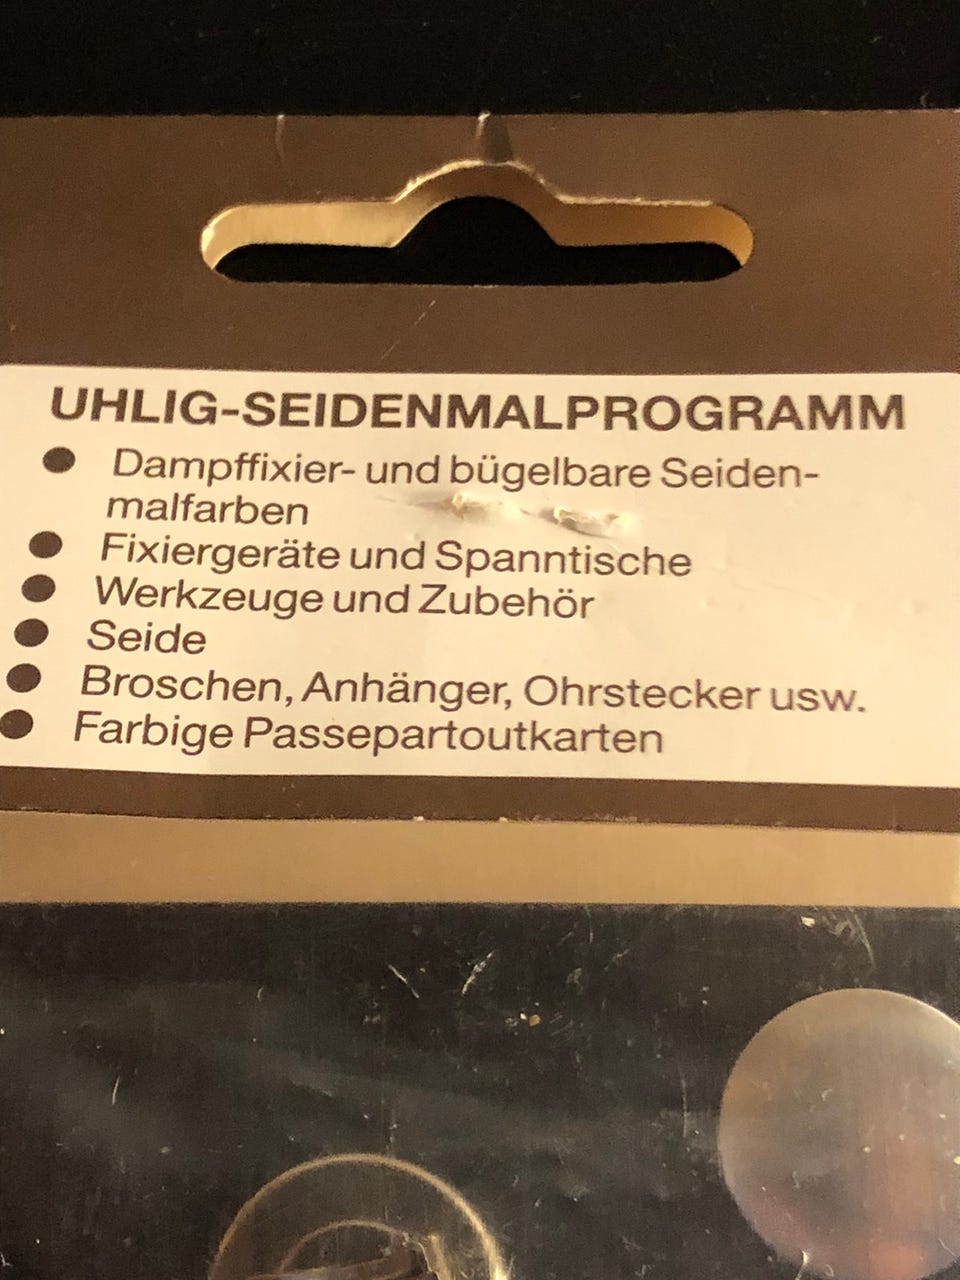 UHLIG-SEIDENMALPROGRAMM
● Dampffixier- und bügelbare Seiden-
malfarben
● Fixiergeräte und Spanntische
● Werkzeuge und Zubehör
● Seide
● Broschen, Anhänger, Ohrstecker usw.
● Farbige Passepartoutkarten